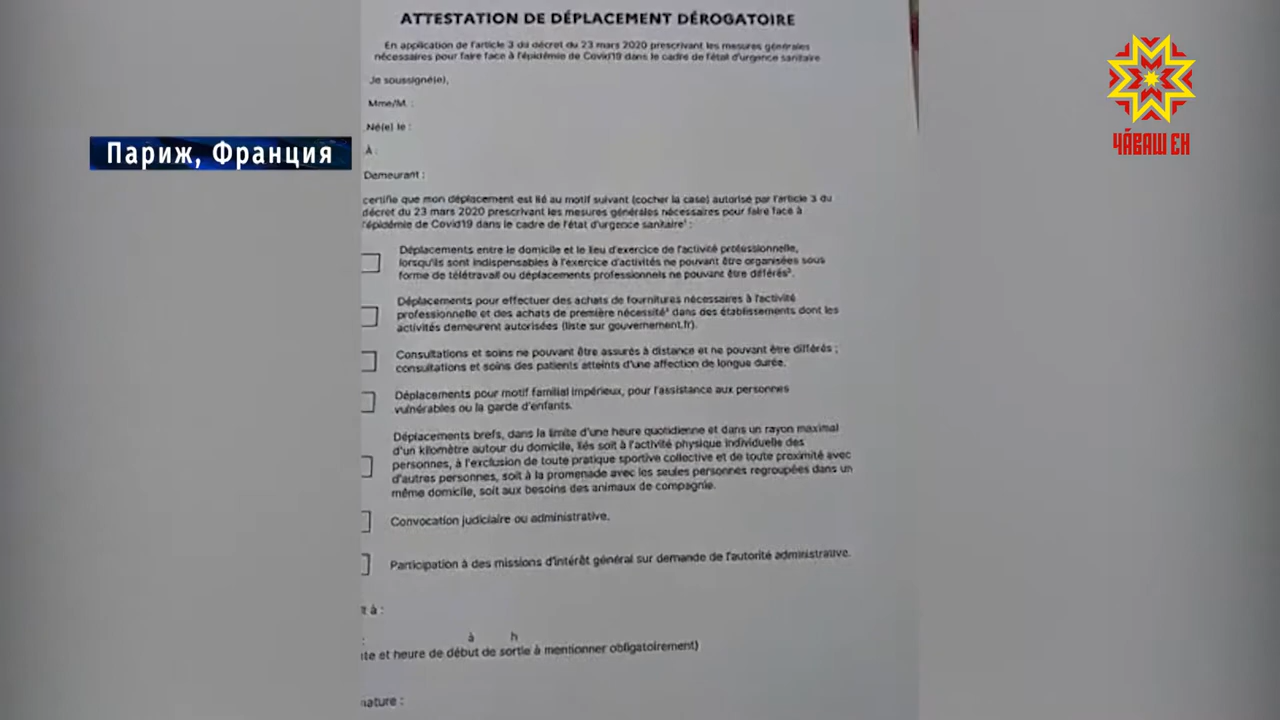 ATTESTATION DE DÉPLACEMENT DÉROGATOIRE
En application de l'article 3 du décret du 23 mars 2020 prescrivant les mesures générales
nécessaires pour faire face à l'épidémie de Covid19 dans le cadre de l'état d'urgence sanitaire
Je soussigné(e),
Mme/M. :
Né(e) le :
À :
Demeurant :
certifie que mon déplacement est lié au motif suivant (cocher la case) autorisé par l'article 3 du
décret du 23 mars 2020 prescrivant les mesures générales nécessaires pour faire face à
l'épidémie de Covid19 dans le cadre de l'état d'urgence sanitaire¹ :
Déplacements entre le domicile et le lieu d'exercice de l'activité professionnelle,
lorsqu'ils sont indispensables à l'exercice d'activités ne pouvant être organisées sous
forme de télétravail ou déplacements professionnels ne pouvant être différés².
Déplacements pour effectuer des achats de fournitures nécessaires à l'activité
professionnelle et des achats de première nécessité³ dans des établissements dont les
activités demeurent autorisées (liste sur gouvernement.fr).
Consultations et soins ne pouvant être assurés à distance et ne pouvant être différés ;
consultations et soins des patients atteints d'une affection de longue durée.
Déplacements pour motif familial impérieux, pour l'assistance aux personnes
vulnérables ou la garde d'enfants.
Déplacements brefs, dans la limite d'une heure quotidienne et dans un rayon maximal
d'un kilomètre autour du domicile, liés soit à l'activité physique individuelle des
personnes, à l'exclusion de toute pratique sportive collective et de toute proximité avec
d'autres personnes, soit à la promenade avec les seules personnes regroupées dans un
même domicile, soit aux besoins des animaux de compagnie.
Convocation judiciaire ou administrative.
Participation à des missions d'intérêt général sur demande de l'autorité administrative.
t à :
: à h
te et heure de début de sortie à mentionner obligatoirement)
nature :
Париж, Франция
ЧӐВАШ ЕН